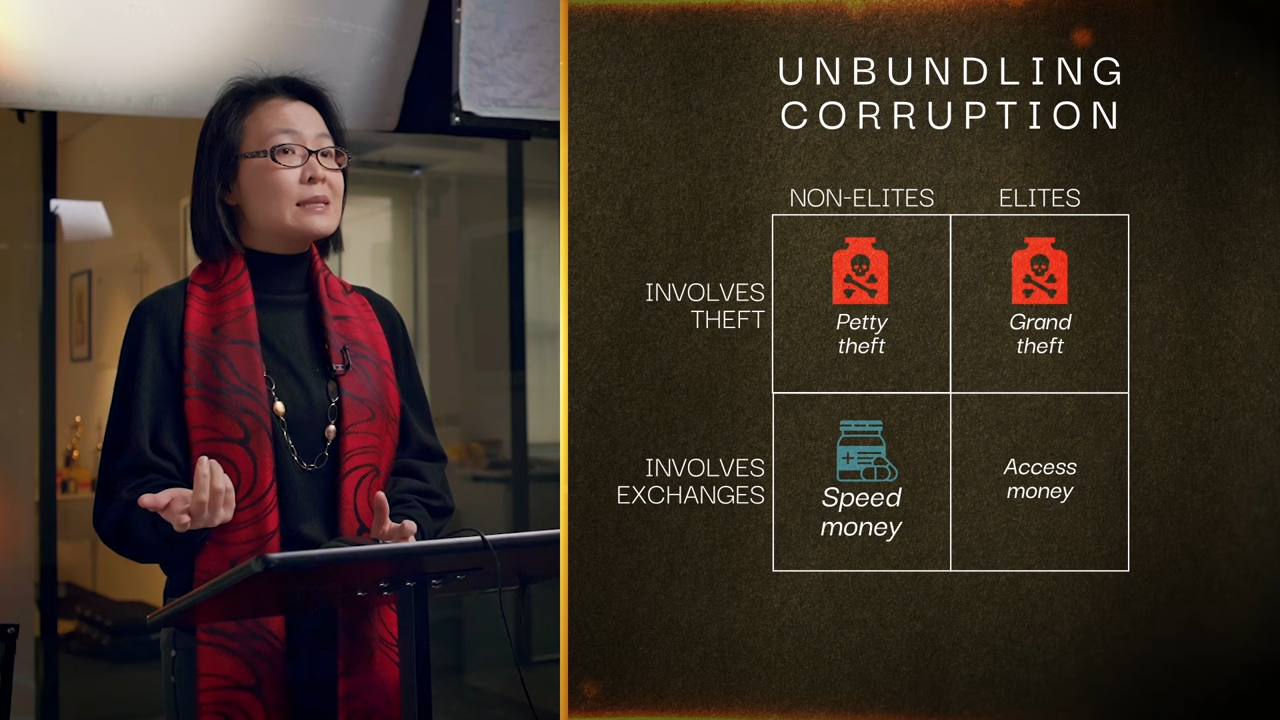 UNBUNDLING
CORRUPTION
NON-ELITES ELITES
INVOLVES
THEFT
Petty
theft
Grand
theft
INVOLVES
EXCHANGES
Speed
money
Access
money